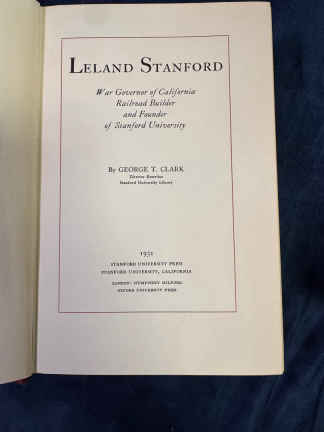 LELAND STANFORD
War Governor of California
Railroad Builder
and Founder
of Stanford University
By GEORGE T. CLARK
Director Emeritus
Stanford University Library
1931
STANFORD UNIVERSITY PRESS
STANFORD UNIVERSITY, CALIFORNIA
LONDON: HUMPHREY MILFORD
OXFORD UNIVERSITY PRESS